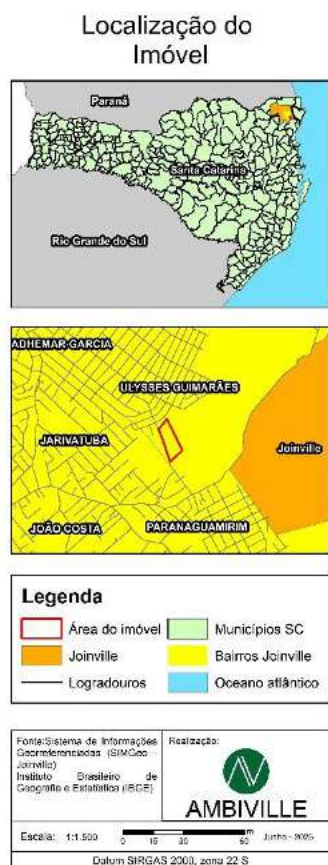 Localização do
Imóvel
Paraná
Santa Catarina
Rio Grande do Sul
ADHEMAR GARCIA
ULYSSES GUIMARÃES
JARIVATUBA
Joinville
JOÃO COSTA
PARANAGUAMIRIM
Legenda
Área do imóvel
Municípios SC
Joinville
Bairros Joinville
Logradouros
Oceano atlântico
Fonte:Sistema de Informações
Georreferenciadas (SIMGeo -
Joinville)
Instituto Brasileiro de
Geografia e Estatística (IBGE)
Realização:
AMBIVILLE
Escala: 1:1.500
0 15 30 60
m
Junho - 2025
Datum SIRGAS 2000, zona 22 S